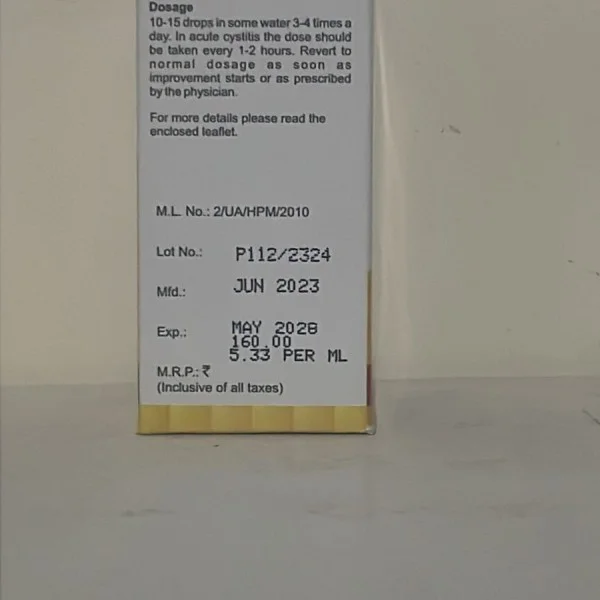 Dosage
10-15 drops in some water 3-4 times a
day. In acute cystitis the dose should
be taken every 1-2 hours. Revert to
normal dosage as soon as
improvement starts or as prescribed
by the physician.
For more details please read the
enclosed leaflet.
M.L. No.: 2/UA/HPM/2010
Lot No.: P112/2324
Mfd.: JUN 2023
Exp.: MAY 2028
160.00
5.33 PER ML
M.R.P.: ₹
(Inclusive of all taxes)